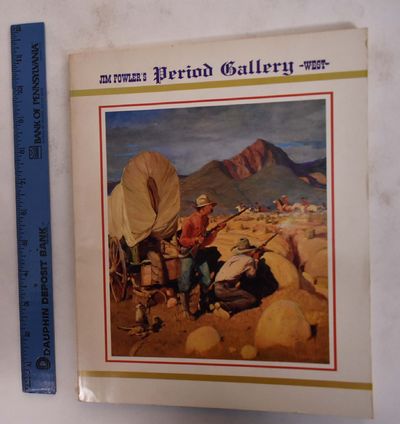 JIM FOWLER'S Period Gallery -WEST-
BANK OF PENNSYLVANIA
DAUPHIN DEPOSIT BANK